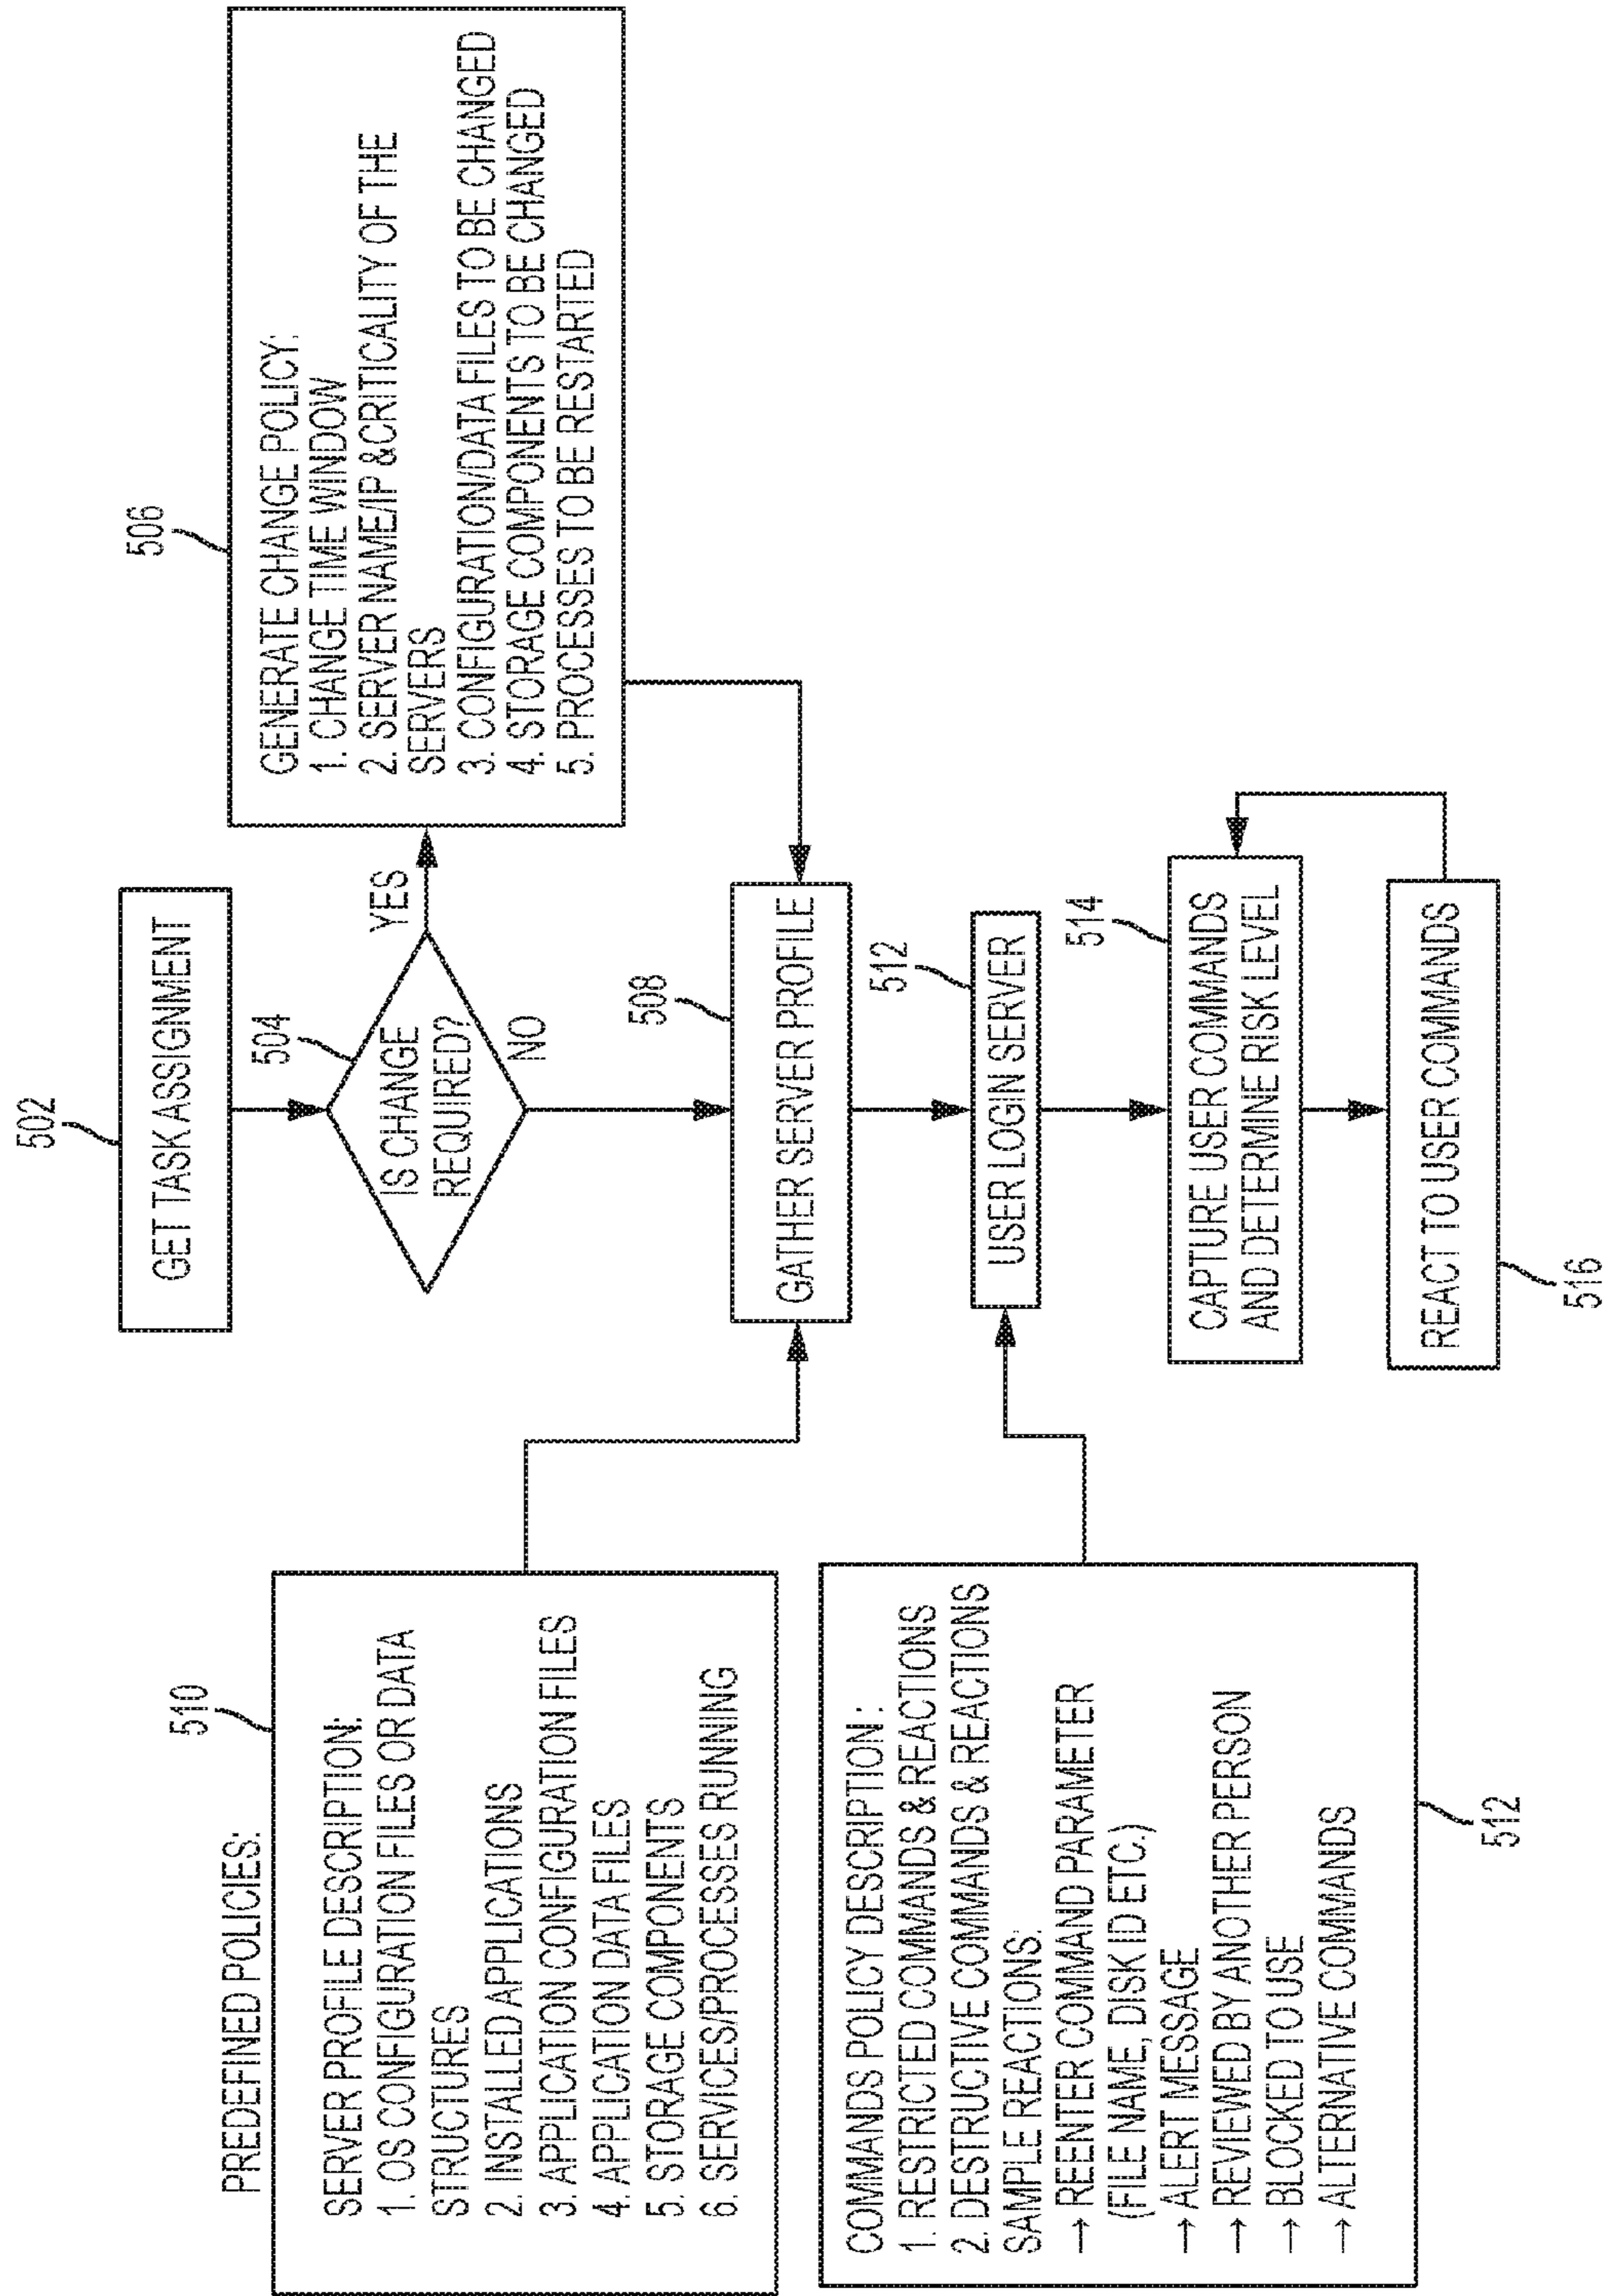 502
GET TASK ASSIGNMENT
504
IS CHANGE
REQUIRED?
YES
NO
506
GENERATE CHANGE POLICY:
1. CHANGE TIME WINDOW
2. SERVER NAME/IP &CRITICALITY OF THE
SERVERS
3. CONFIGURATION/DATA FILES TO BE CHANGED
4. STORAGE COMPONENTS TO BE CHANGED
5. PROCESSES TO BE RESTARTED
PREDEFINED POLICIES:
510
SERVER PROFILE DESCRIPTION:
1. OS CONFIGURATION FILES OR DATA
STRUCTURES
2. INSTALLED APPLICATIONS
3. APPLICATION CONFIGURATION FILES
4. APPLICATION DATA FILES
5. STORAGE COMPONENTS
6. SERVICES/PROCESSES RUNNING
508
GATHER SERVER PROFILE
512
USER LOGIN SERVER
COMMANDS POLICY DESCRIPTION :
1. RESTRICTED COMMANDS & REACTIONS
2. DESTRUCTIVE COMMANDS & REACTIONS
SAMPLE REACTIONS:
→ REENTER COMMAND PARAMETER
(FILE NAME, DISK ID ETC.)
→ ALERT MESSAGE
→ REVIEWED BY ANOTHER PERSON
→ BLOCKED TO USE
→ ALTERNATIVE COMMANDS
512
514
CAPTURE USER COMMANDS
AND DETERMINE RISK LEVEL
REACT TO USER COMMANDS
516